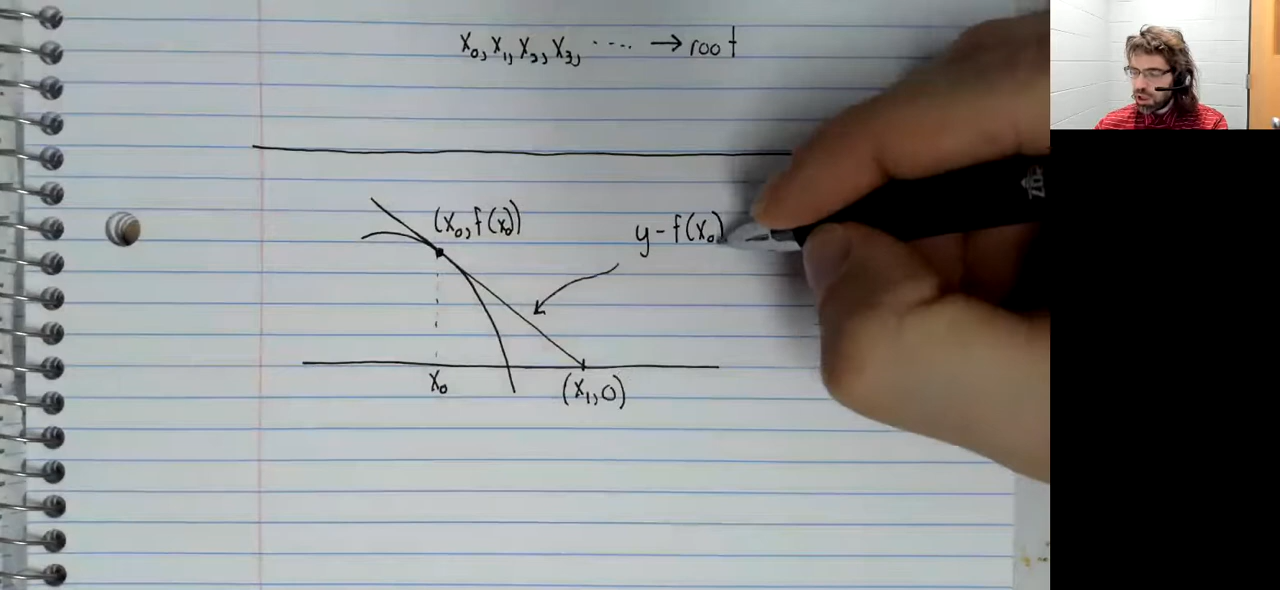 x₀, x₁, x₂, x₃, ..... → root
(x₀, f(x₀))
y - f(x₀)
x₀
(x₁, 0)